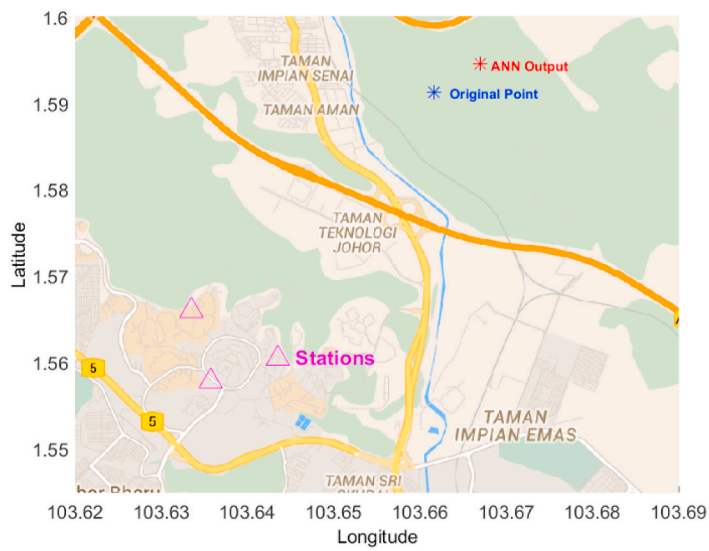 1.6
1.59
1.58
1.57
1.56
1.55
Latitude
TAMAN
IMPIAN SENAI
TAMAN AMAN
ANN Output
Original Point
TAMAN
TEKNOLOGI
JOHOR
Stations
5
5
TAMAN
IMPIAN EMAS
TAMAN SRI
103.62 103.63 103.64 103.65 103.66 103.67 103.68 103.69
Longitude